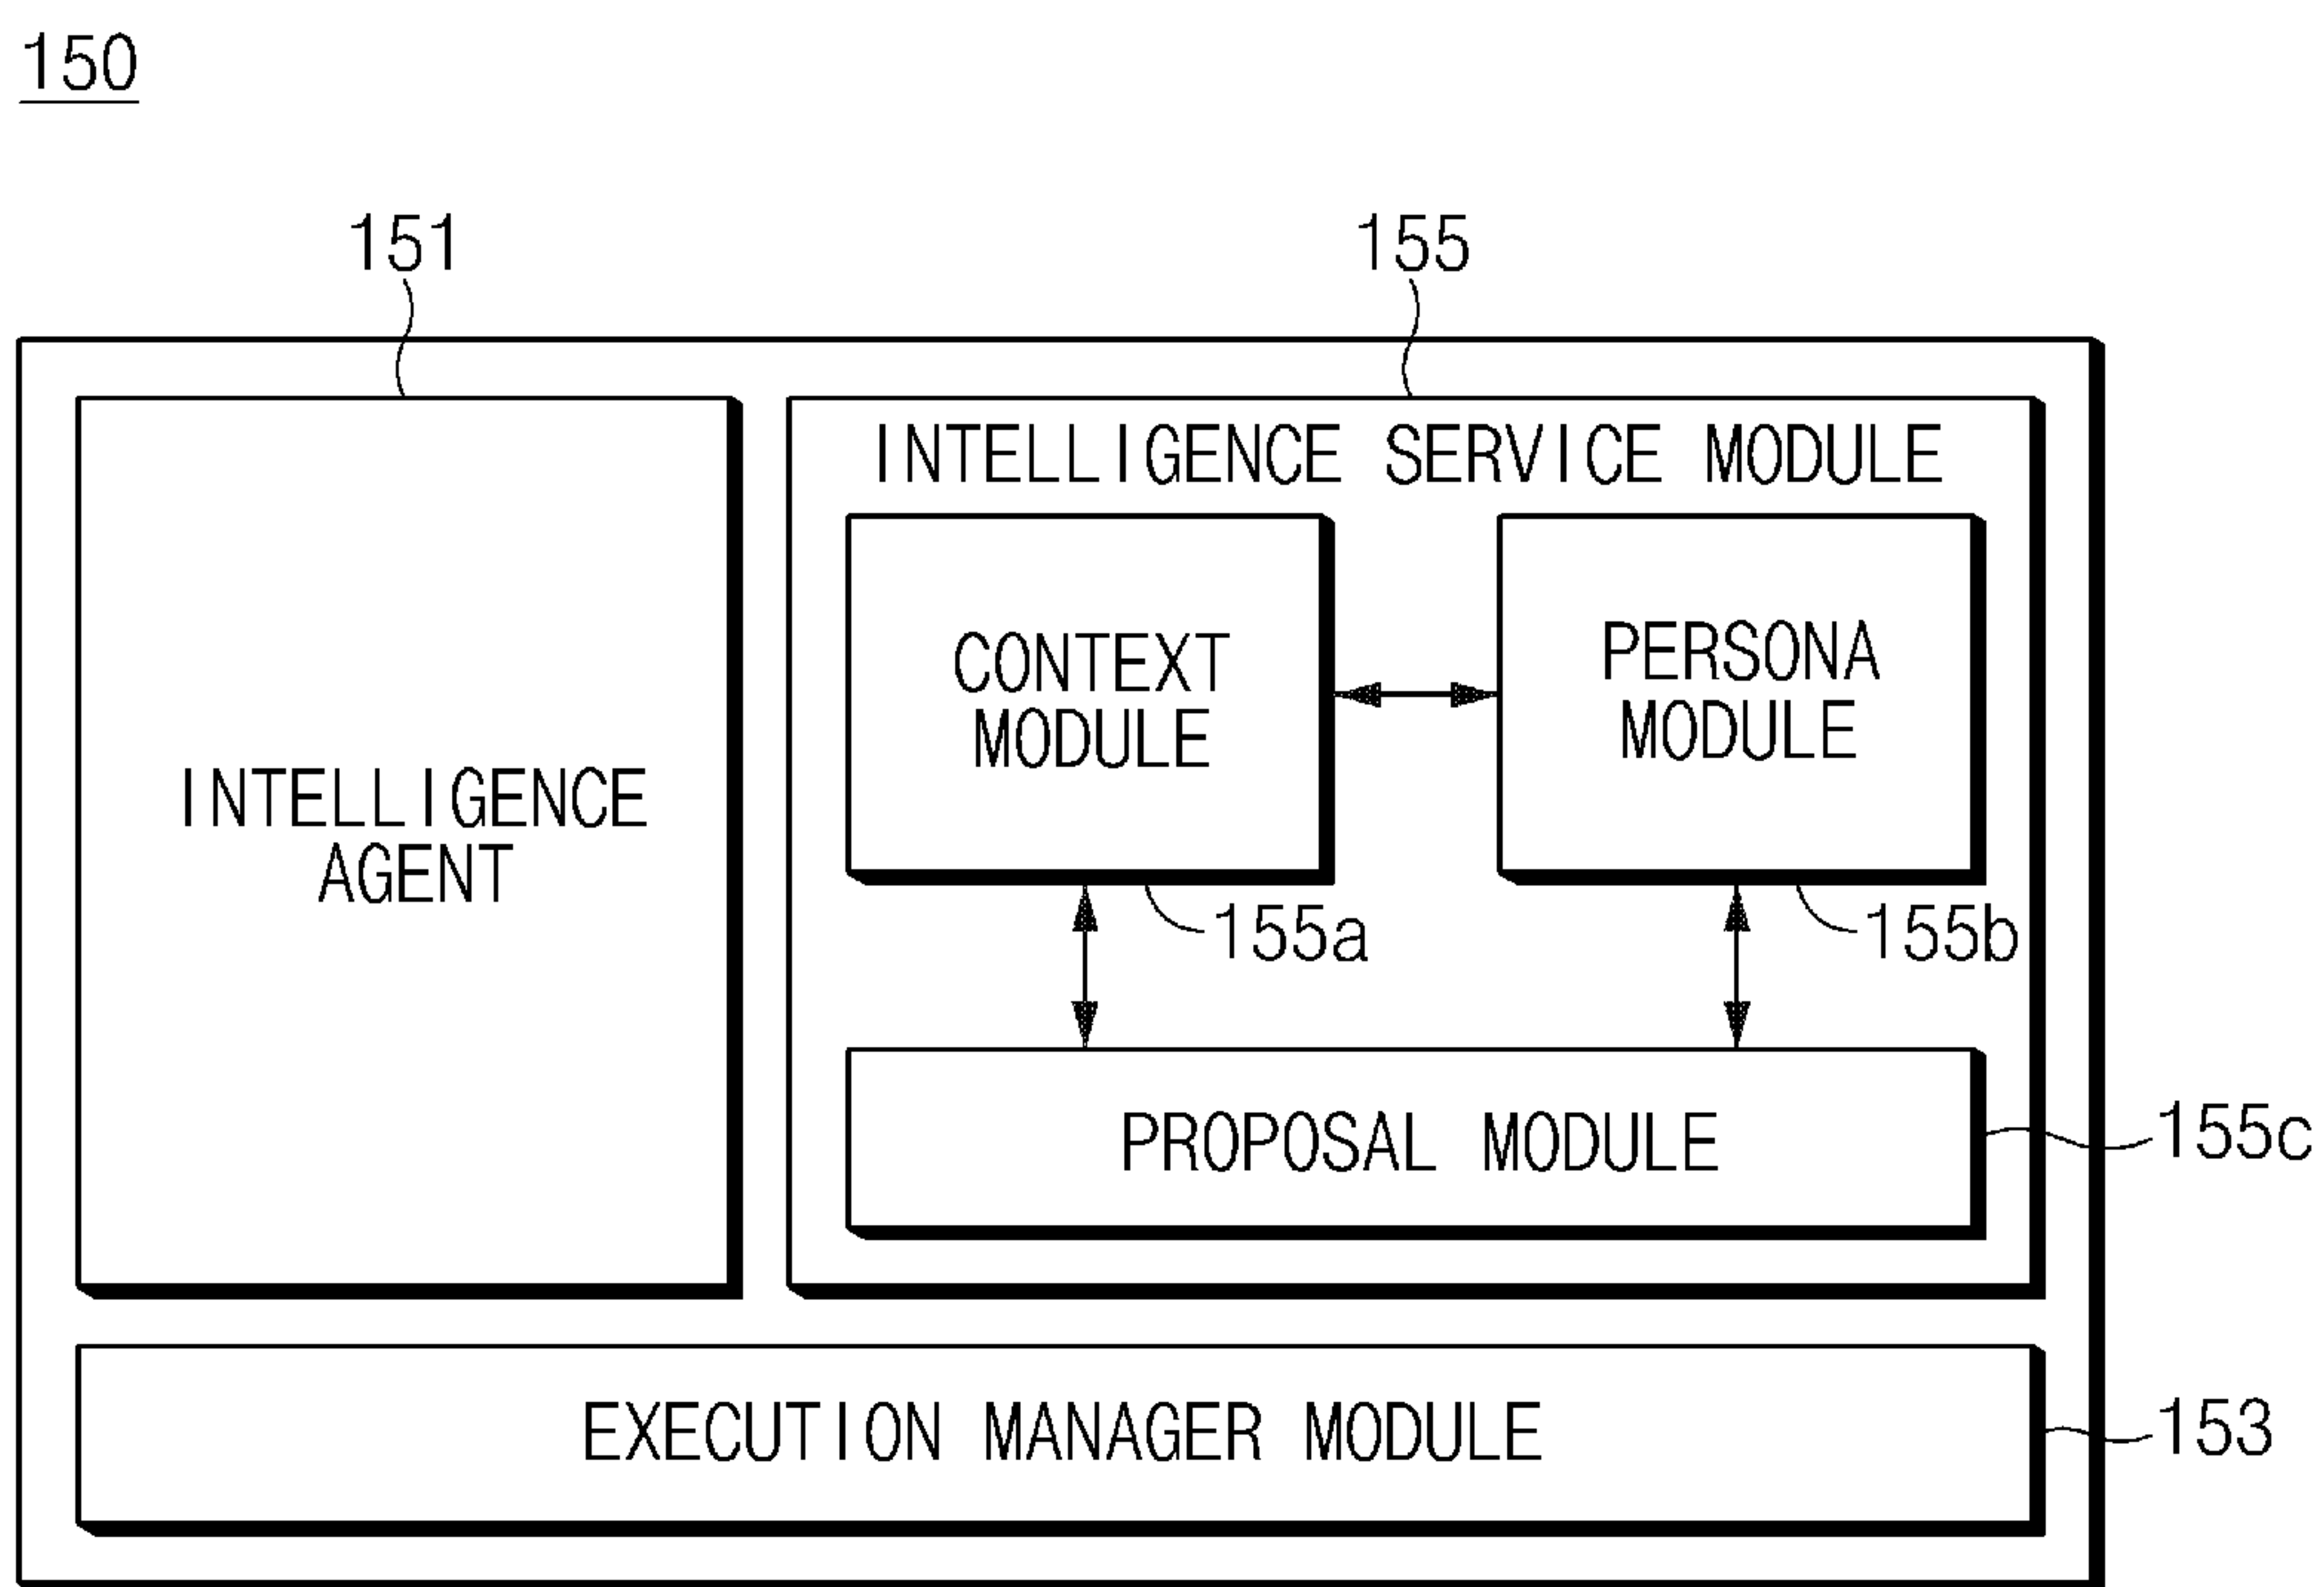 150
151
155
INTELLIGENCE SERVICE MODULE
CONTEXT
MODULE
PERSONA
MODULE
INTELLIGENCE
AGENT
155a
155b
PROPOSAL MODULE
155c
EXECUTION MANAGER MODULE
153